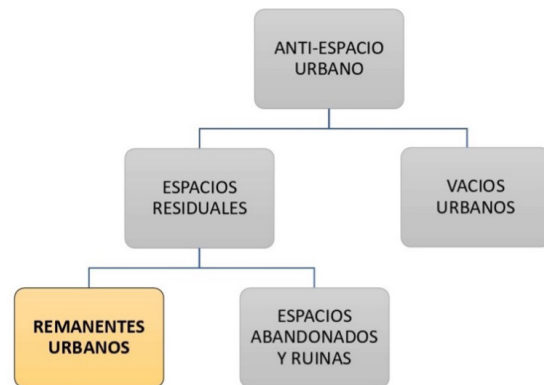 ANTI-ESPACIO
URBANO
ESPACIOS
RESIDUALES
VACIOS
URBANOS
REMANENTES
URBANOS
ESPACIOS
ABANDONADOS
Y RUINAS